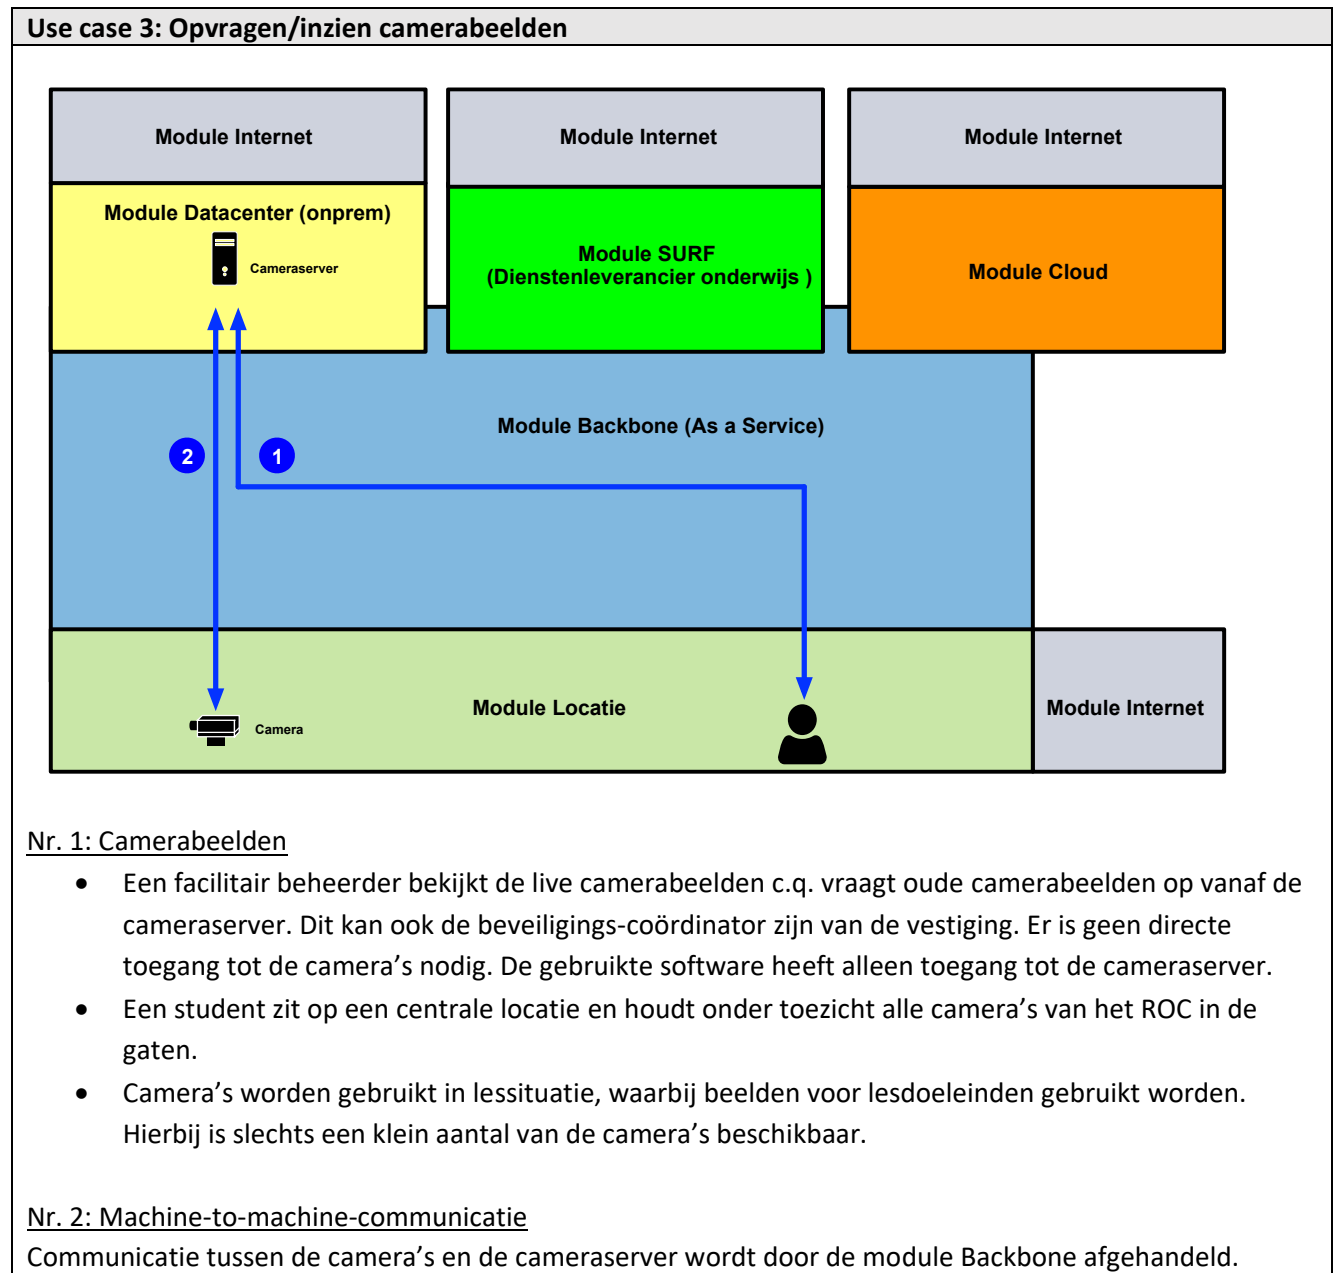 Use case 3: Opvragen/inzien camerabeelden
Module Internet
Module Internet
Module Internet
Module Datacenter (onprem)
Cameraserver
Module SURF
(Dienstenleverancier onderwijs )
Module Cloud
Module Backbone (As a Service)
2
1
Module Locatie
Camera
Module Internet
Nr. 1: Camerabeelden
• Een facilitair beheerder bekijkt de live camerabeelden c.q. vraagt oude camerabeelden op vanaf de
cameraserver. Dit kan ook de beveiligings-coördinator zijn van de vestiging. Er is geen directe
toegang tot de camera’s nodig. De gebruikte software heeft alleen toegang tot de cameraserver.
• Een student zit op een centrale locatie en houdt onder toezicht alle camera’s van het ROC in de
gaten.
• Camera’s worden gebruikt in lessituatie, waarbij beelden voor lesdoeleinden gebruikt worden.
Hierbij is slechts een klein aantal van de camera’s beschikbaar.
Nr. 2: Machine-to-machine-communicatie
Communicatie tussen de camera’s en de cameraserver wordt door de module Backbone afgehandeld.